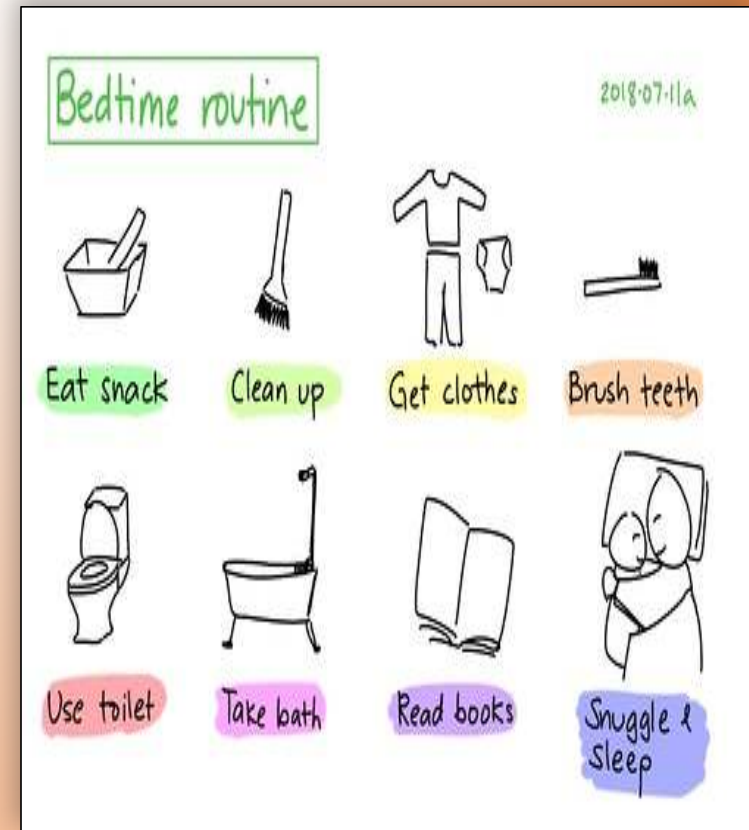 Bedtime routine
2018-07-11a
Eat snack
Clean up
Get clothes
Brush teeth
Use toilet
Take bath
Read books
Snuggle &
sleep